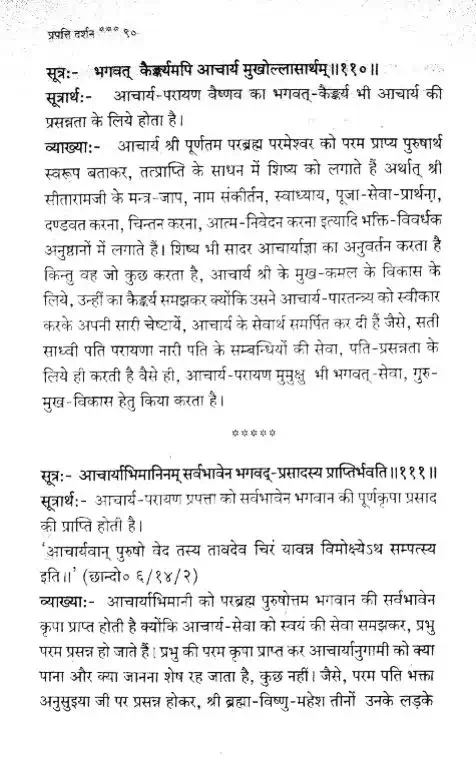 प्रपत्ति दर्शन *** ९०
सूत्र:- भगवत् कैङ्कर्यमपि आचार्य मुखोल्लासार्थम्॥११०॥
सूत्रार्थ:- आचार्य-परायण वैष्णव का भगवत्-कैङ्कर्य भी आचार्य की
प्रसन्नता के लिये होता है।
व्याख्या:- आचार्य श्री पूर्णतम परब्रह्म परमेश्वर को परम प्राप्य पुरुषार्थ
स्वरूप बताकर, तत्प्राप्ति के साधन में शिष्य को लगाते हैं अर्थात् श्री
सीतारामजी के मन्त्र-जाप, नाम संकीर्तन, स्वाध्याय, पूजा-सेवा-प्रार्थना,
दण्डवत करना, चिन्तन करना, आत्म-निवेदन करना इत्यादि भक्ति-विवर्धक
अनुष्ठानों में लगाते हैं। शिष्य भी सादर आचार्याज्ञा का अनुवर्तन करता है
किन्तु वह जो कुछ करता है, आचार्य श्री के मुख-कमल के विकास के
लिये, उन्हीं का कैङ्कर्य समझकर क्योंकि उसने आचार्य-पारतन्त्र्य को स्वीकार
करके अपनी सारी चेष्टायें, आचार्य के सेवार्थ समर्पित कर दी हैं जैसे, सती
साध्वी पति परायणा नारी पति के सम्बन्धियों की सेवा, पति-प्रसन्नता के
लिये ही करती है वैसे ही, आचार्य-परायण मुमुक्षु भी भगवत्-सेवा, गुरु-
मुख-विकास हेतु किया करता है।
*****
सूत्र:- आचार्याभिमानिनम् सर्वभावेन भगवद्-प्रसादस्य प्राप्तिर्भवति॥१११॥
सूत्रार्थ:- आचार्य-परायण प्रपत्ता को सर्वभावेन भगवान की पूर्णकृपा प्रसाद
की प्राप्ति होती है।
'आचार्यवान् पुरुषो वेद तस्य तावदेव चिरं यावन्न विमोक्ष्येऽथ सम्पत्स्य
इति॥' (छान्दो० ६/१४/२)
व्याख्या:- आचार्याभिमानी को परब्रह्म पुरुषोत्तम भगवान की सर्वभावेन
कृपा प्राप्त होती है क्योंकि आचार्य-सेवा को स्वयं की सेवा समझकर, प्रभु
परम प्रसन्न हो जाते हैं। प्रभु की परम कृपा प्राप्त कर आचार्यानुगामी को क्या
पाना और क्या जानना शेष रह जाता है, कुछ नहीं। जैसे, परम पति भक्ता
अनुसुइया जी पर प्रसन्न होकर, श्री ब्रह्मा-विष्णु-महेश तीनों उनके लड़के